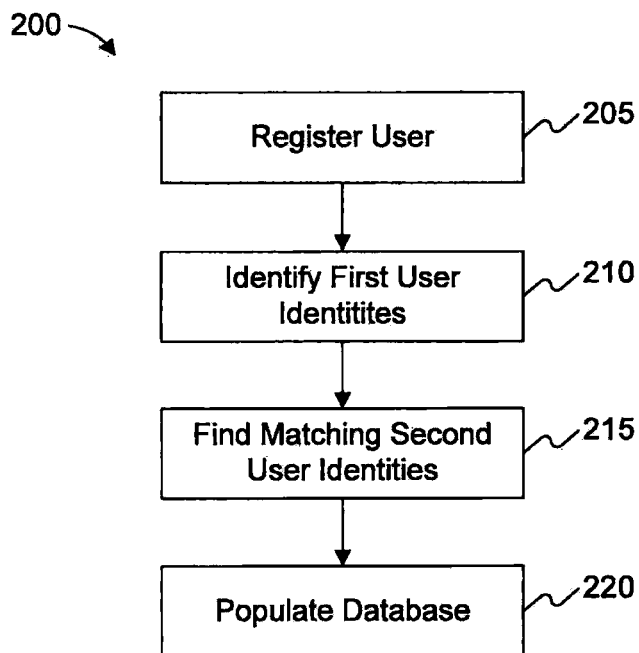 200
Register User
205
Identify First User
Identitites
210
Find Matching Second
User Identities
215
Populate Database
220